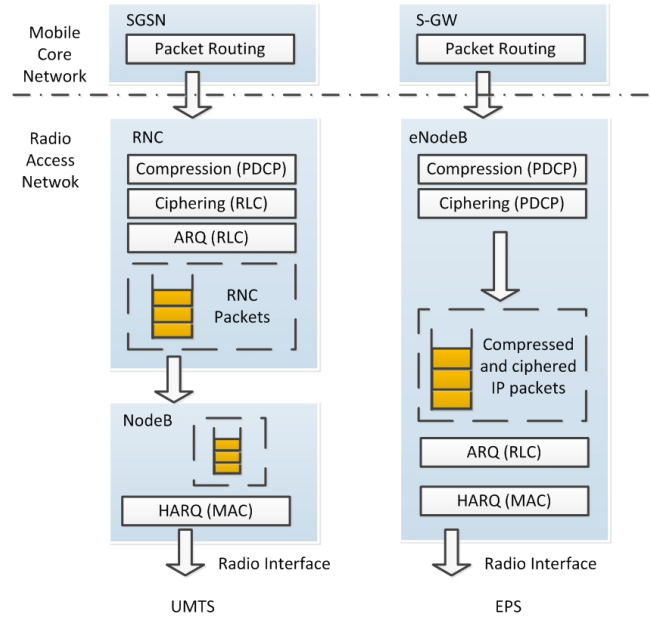 Mobile
Core
Network
SGSN
Packet Routing
S-GW
Packet Routing
Radio
Access
Netwok
RNC
Compression (PDCP)
Ciphering (RLC)
ARQ (RLC)
RNC
Packets
NodeB
HARQ (MAC)
Radio Interface
UMTS
eNodeB
Compression (PDCP)
Ciphering (PDCP)
Compressed
and ciphered
IP packets
ARQ (RLC)
HARQ (MAC)
Radio Interface
EPS